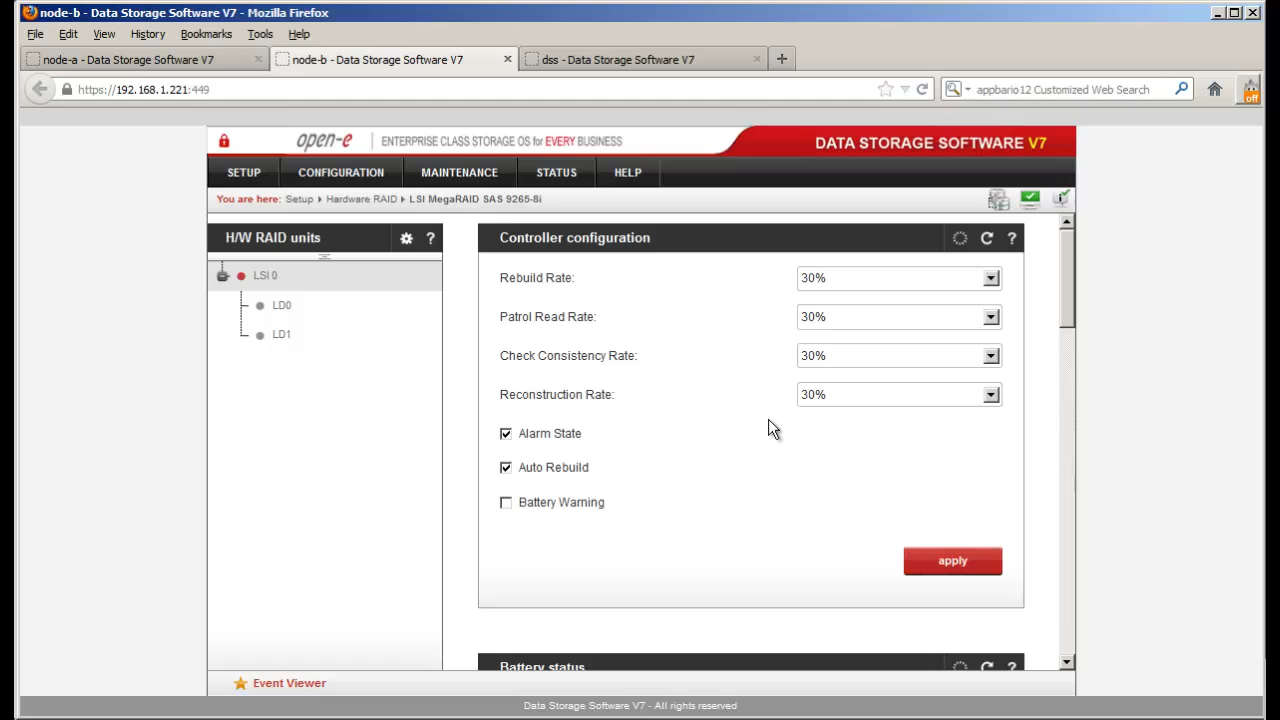 node-b - Data Storage Software V7 - Mozilla Firefox
File Edit View History Bookmarks Tools Help
node-a - Data Storage Software V7 node-b - Data Storage Software V7 dss - Data Storage Software V7
https://192.168.1.221:449 appbario12 Customized Web Search off
open-e ENTERPRISE CLASS STORAGE OS for EVERY BUSINESS DATA STORAGE SOFTWARE V7
SETUP CONFIGURATION MAINTENANCE STATUS HELP
You are here: Setup Hardware RAID LSI MegaRAID SAS 9265-8i
H/W RAID units ?
LSI 0
LD0
LD1
Controller configuration ?
Rebuild Rate: 30%
Patrol Read Rate: 30%
Check Consistency Rate: 30%
Reconstruction Rate: 30%
Alarm State
Auto Rebuild
Battery Warning
apply
Battery status ?
Event Viewer
Data Storage Software V7 - All rights reserved